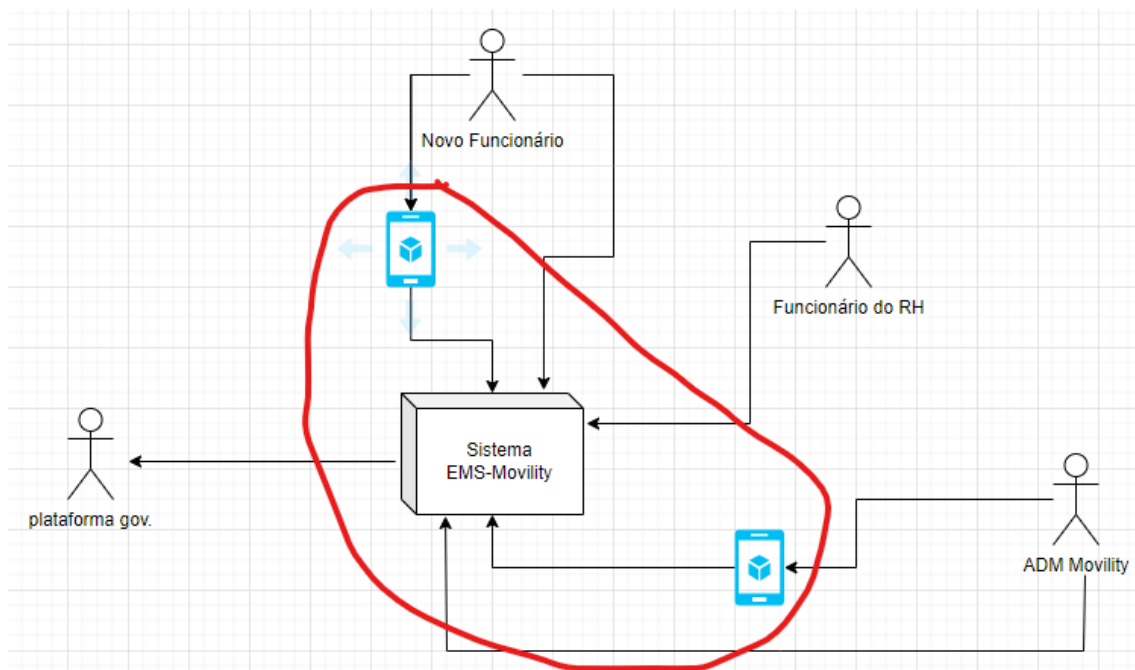 Novo Funcionário
Funcionário do RH
Sistema
EMS-Movility
plataforma gov.
ADM Movility